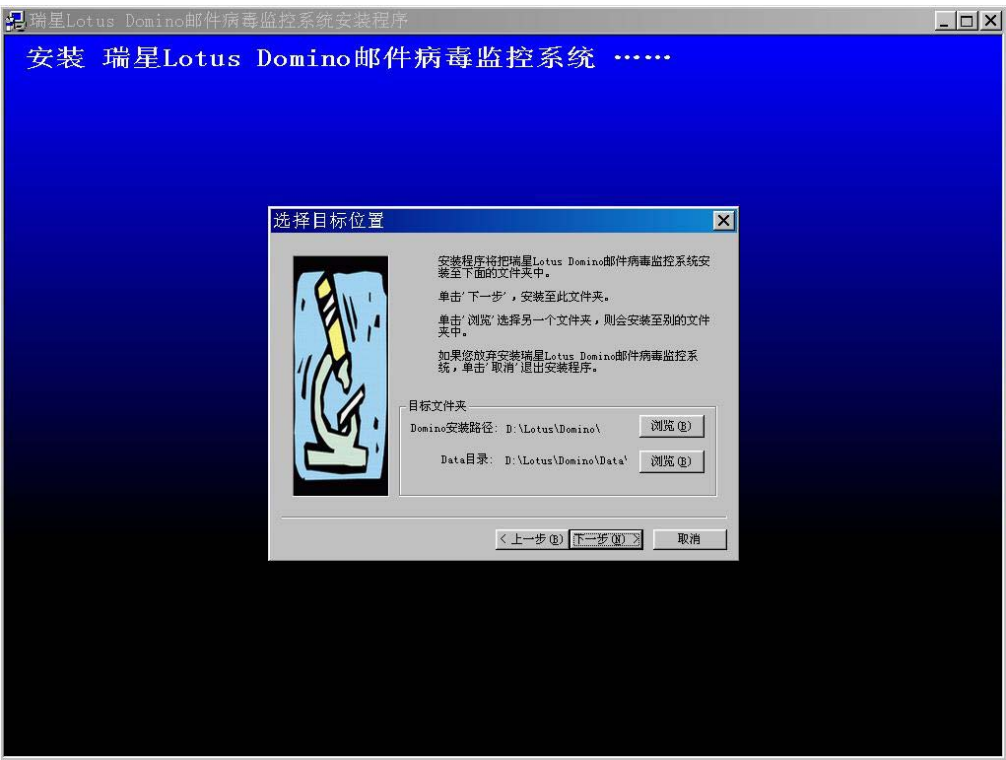 瑞星Lotus Domino邮件病毒监控系统安装程序
安装 瑞星Lotus Domino邮件病毒监控系统 ……
选择目标位置
安装程序将把瑞星Lotus Domino邮件病毒监控系统安
装至下面的文件夹中。
单击'下一步'，安装至此文件夹。
单击'浏览'选择另一个文件夹，则会安装至别的文件
夹中。
如果您放弃安装瑞星Lotus Domino邮件病毒监控系
统，单击'取消'退出安装程序。
目标文件夹
Domino安装路径: D:\Lotus\Domino\ 浏览(B)
Data目录: D:\Lotus\Domino\Data\ 浏览(B)
< 上一步(B) 下一步(N) > 取消